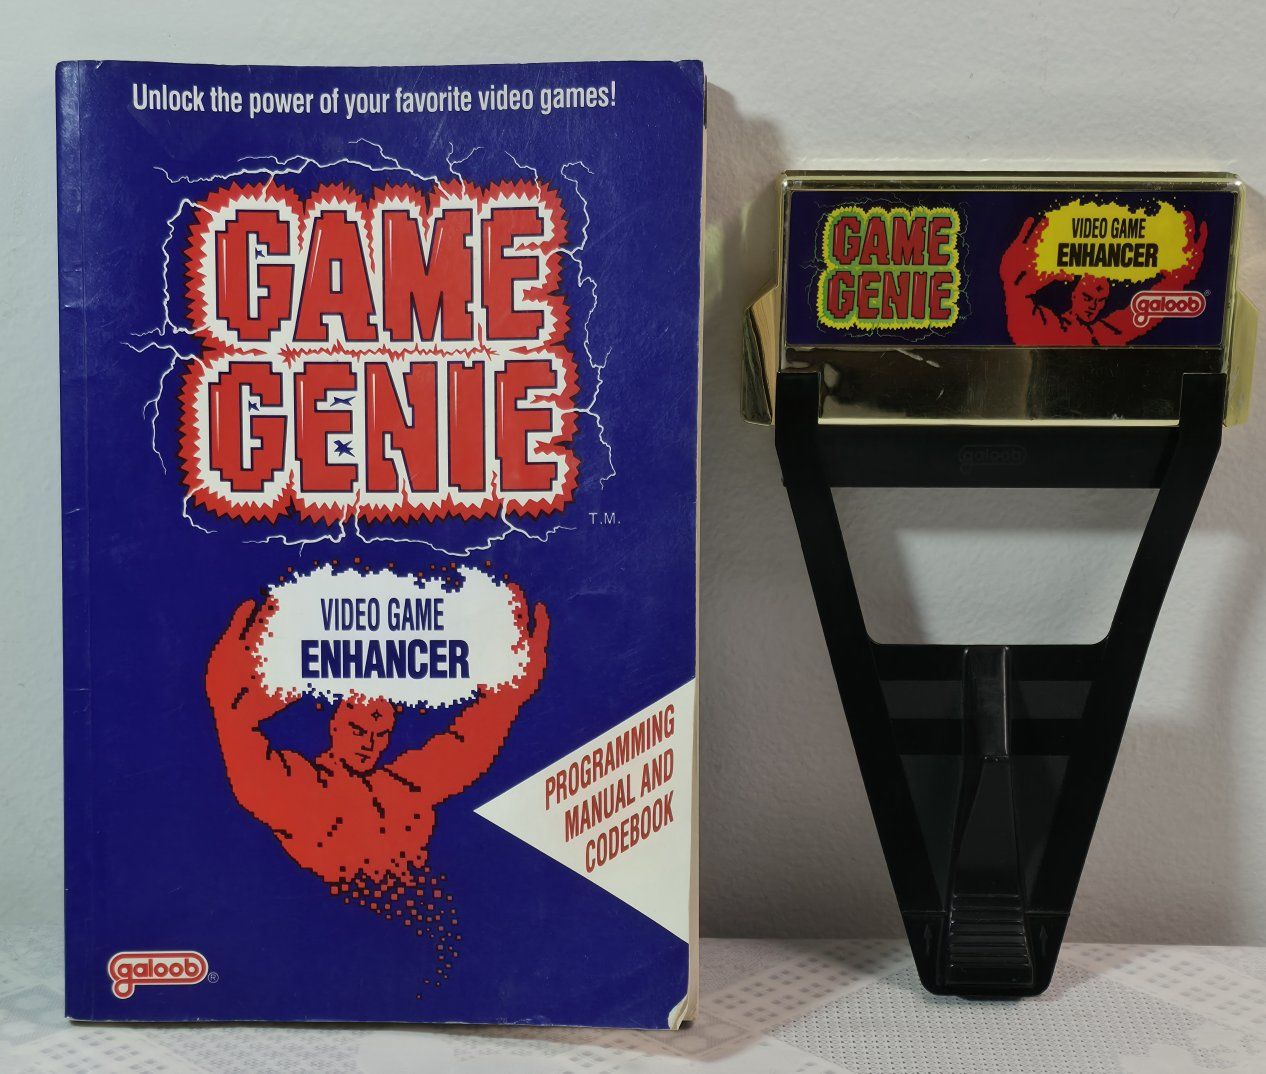 Unlock the power of your favorite video games!
GAME
GENIE
T.M.
VIDEO GAME
ENHANCER
PROGRAMMING
MANUAL AND
CODEBOOK
galoob®
GAME
GENIE
VIDEO GAME
ENHANCER
galoob®
galoob